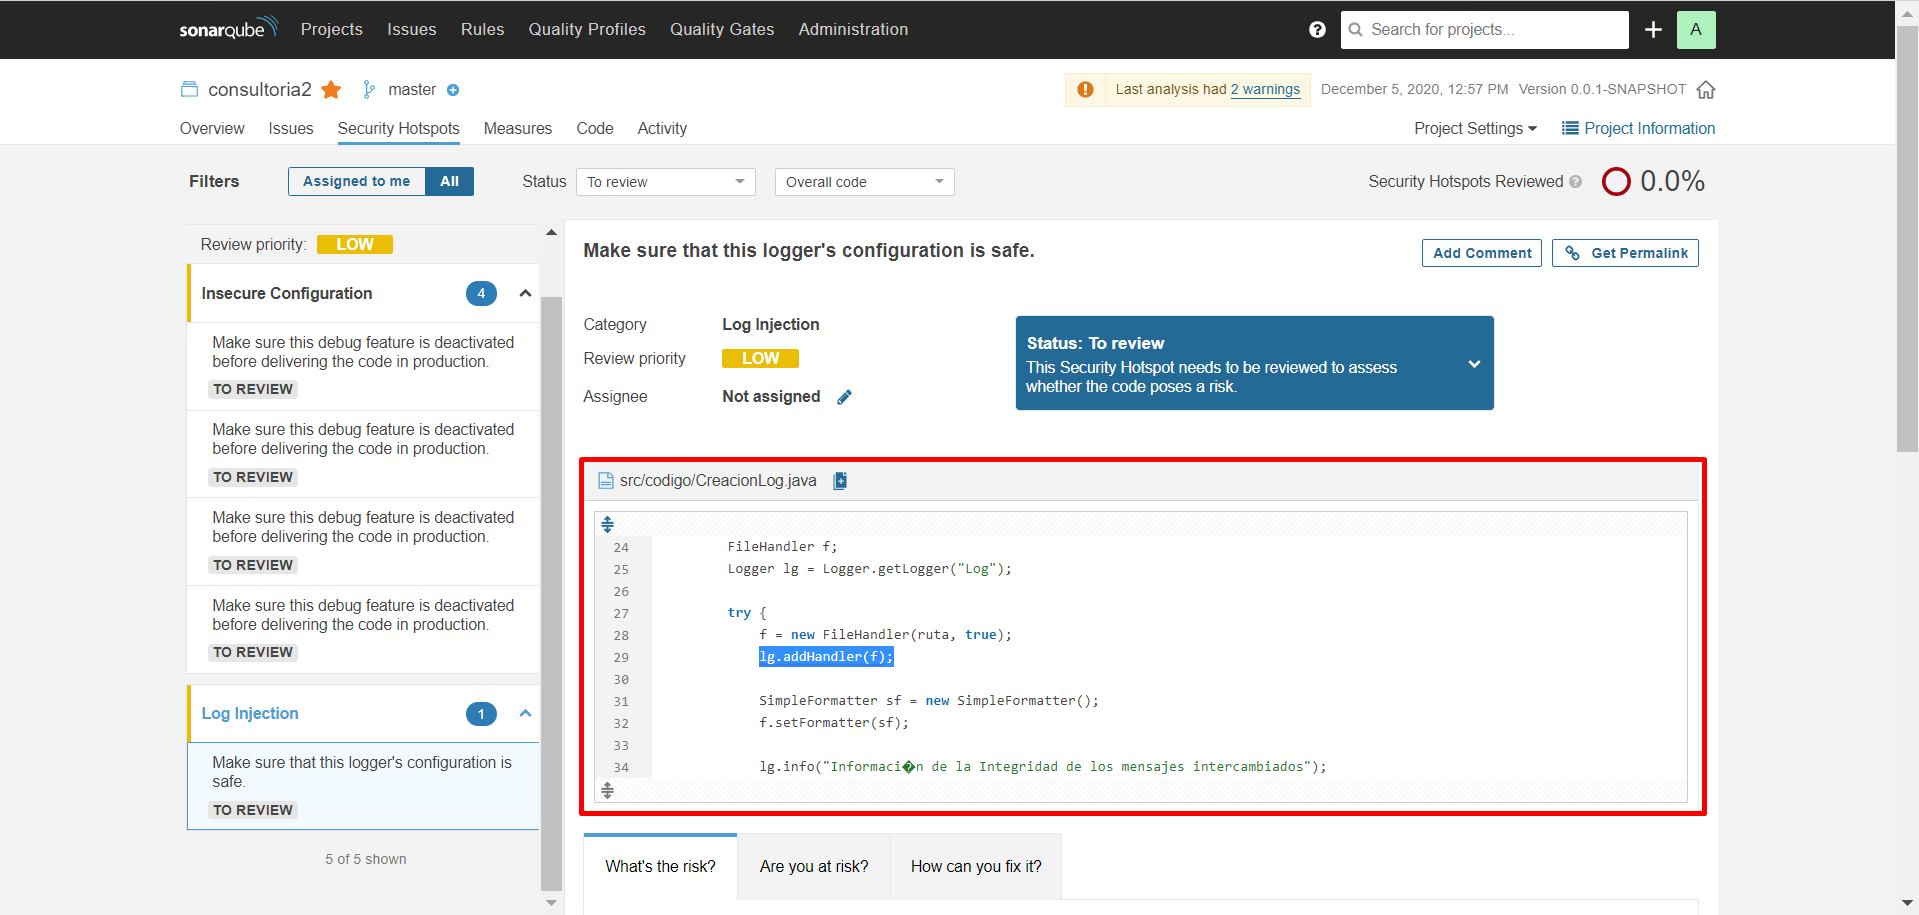 sonarqube Projects Issues Rules Quality Profiles Quality Gates Administration ? Search for projects... A
consultoria2 master Last analysis had 2 warnings December 5, 2020, 12:57 PM Version 0.0.1-SNAPSHOT
Overview Issues Security Hotspots Measures Code Activity Project Settings Project Information
Filters Assigned to me All Status To review Overall code Security Hotspots Reviewed ? 0.0%
Review priority: LOW
Insecure Configuration 4
Make sure this debug feature is deactivated
before delivering the code in production.
TO REVIEW
Make sure this debug feature is deactivated
before delivering the code in production.
TO REVIEW
Make sure this debug feature is deactivated
before delivering the code in production.
TO REVIEW
Make sure this debug feature is deactivated
before delivering the code in production.
TO REVIEW
Log Injection 1
Make sure that this logger's configuration is
safe.
TO REVIEW
5 of 5 shown
Make sure that this logger's configuration is safe.
Add Comment Get Permalink
Category Log Injection
Review priority LOW
Assignee Not assigned
Status: To review
This Security Hotspot needs to be reviewed to assess
whether the code poses a risk.
src/codigo/CreacionLog.java
24 FileHandler f;
25 Logger lg = Logger.getLogger("Log");
26
27 try {
28 f = new FileHandler(ruta, true);
29 lg.addHandler(f);
30
31 SimpleFormatter sf = new SimpleFormatter();
32 f.setFormatter(sf);
33
34 lg.info("Informaci�n de la Integridad de los mensajes intercambiados");
What's the risk? Are you at risk? How can you fix it?